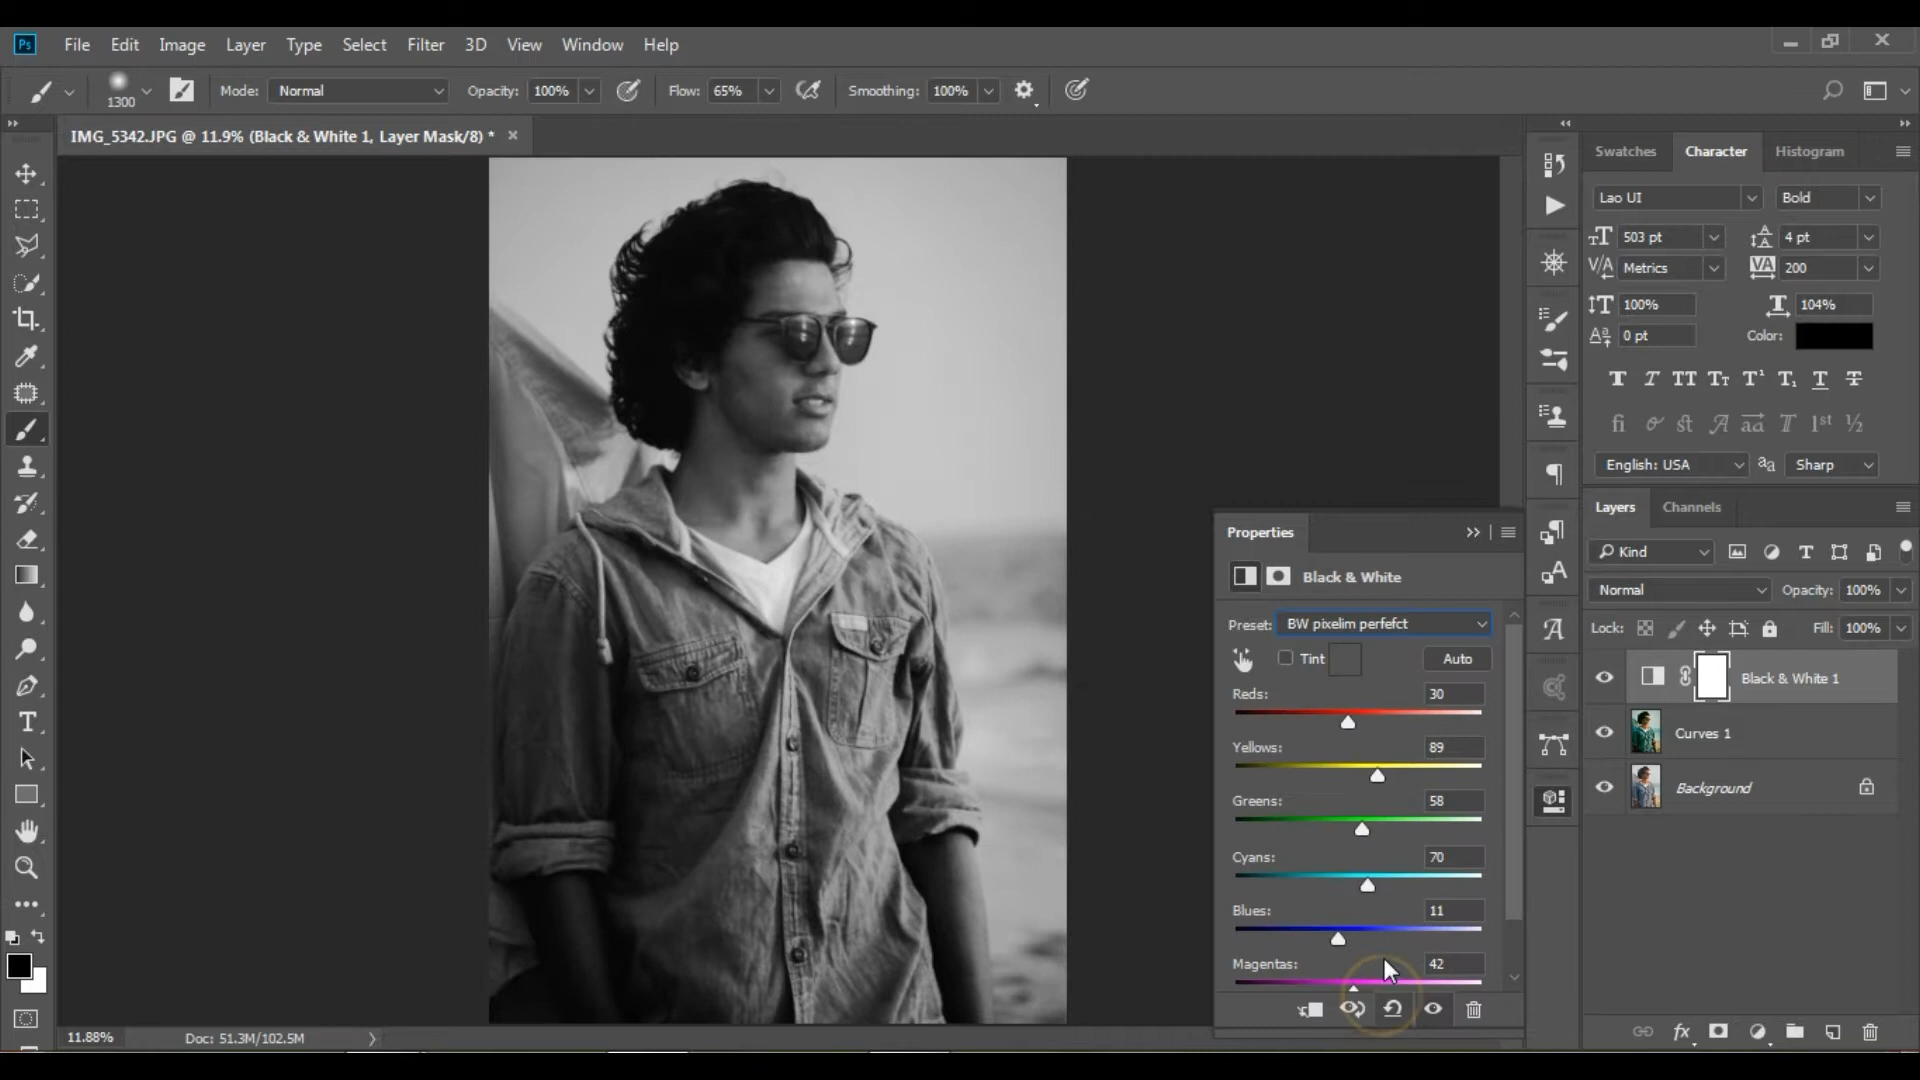 Ps File Edit Image Layer Type Select Filter 3D View Window Help
1300 Mode: Normal Opacity: 100% Flow: 65% Smoothing: 100%
IMG_5342.JPG @ 11.9% (Black & White 1, Layer Mask/8) *
Swatches Character Histogram
Lao UI Bold
503 pt 4 pt
Metrics 200
100% 104%
0 pt Color:
English: USA Sharp
Layers Channels
Kind
Normal Opacity: 100%
Lock: Fill: 100%
Black & White 1
Curves 1
Background
Properties
Black & White
Preset: BW pixelim perfefct
Tint Auto
Reds: 30
Yellows: 89
Greens: 58
Cyans: 70
Blues: 11
Magentas: 42
11.88% Doc: 51.3M/102.5M